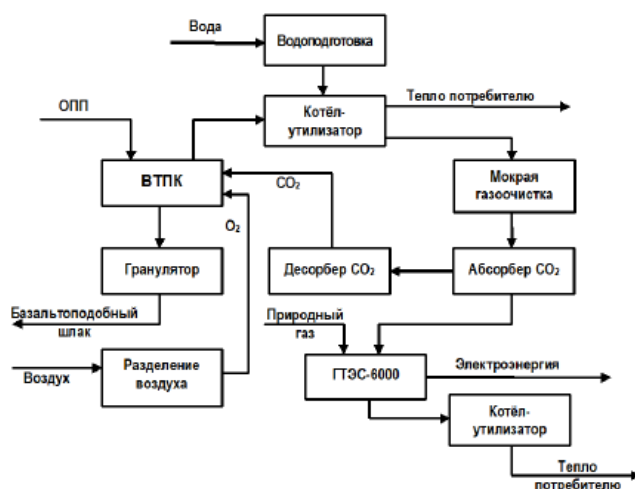 Вода
Водоподготовка
Котёл-
утилизатор
Тепло потребителю
ОПП
ВТПК
CO₂
O₂
Мокрая
газоочистка
Гранулятор
Десорбер CO₂
Абсорбер CO₂
Базальтоподобный
шлак
Природный
газ
Воздух
Разделение
воздуха
ГТЭС-6000
Электроэнергия
Котёл-
утилизатор
Тепло
потребителю